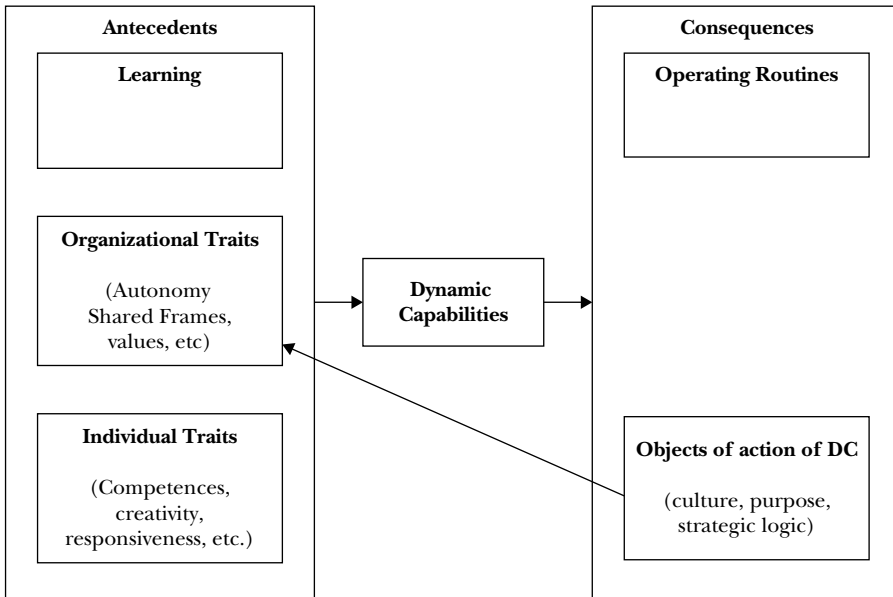 Antecedents
Learning
Organizational Traits
(Autonomy
Shared Frames,
values, etc)
Individual Traits
(Competences,
creativity,
responsiveness, etc.)
Dynamic
Capabilities
Consequences
Operating Routines
Objects of action of DC
(culture, purpose,
strategic logic)